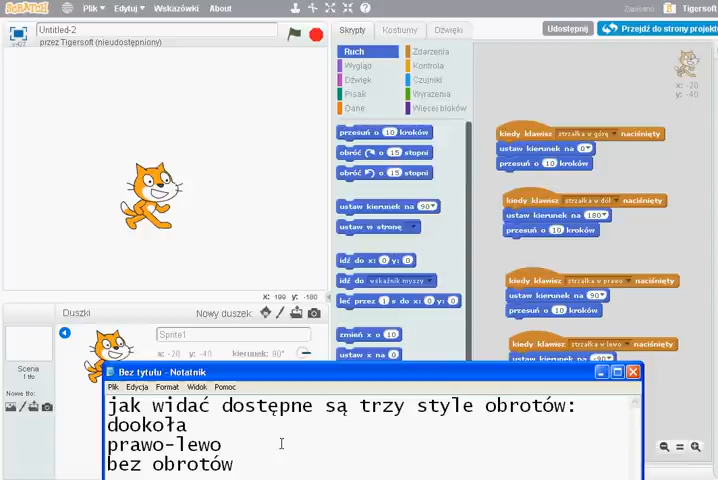 SCRATCH Plik Edytuj Wskazówki About Zapisano Tigersoft
Untitled-2
przez Tigersoft (nieudostępniony)
v427
Skrypty Kostiumy Dźwięki
Udostępnij Przejdź do strony projekt
Ruch Zdarzenia
Wygląd Kontrola
Dźwięk Czujniki
Pisak Wyrażenia
Dane Więcej bloków
x: -20
y: -40
przesuń o 10 kroków
obróć o 15 stopni
obróć o 15 stopni
ustaw kierunek na 90
ustaw w stronę
idź do x: 0 y: 0
idź do wskaźnik myszy
leć przez 1 s do x: 0 y: 0
zmień x o 10
ustaw x na 0
kiedy klawisz strzałka w górę naciśnięty
ustaw kierunek na 0
przesuń o 10 kroków
kiedy klawisz strzałka w dół naciśnięty
ustaw kierunek na 180
przesuń o 10 kroków
kiedy klawisz strzałka w prawo naciśnięty
ustaw kierunek na 90
przesuń o 10 kroków
kiedy klawisz strzałka w lewo naciśnięty
ustaw kierunek na -90
x: 199 y: -180
Duszki Nowy duszek:
Sprite1
x: -20 y: -40 kierunek: 90°
Scena
1 tło
Nowe tło:
Bez tytułu - Notatnik
Plik Edycja Format Widok Pomoc
jak widać dostępne są trzy style obrotów:
dookoła
prawo-lewo
bez obrotów